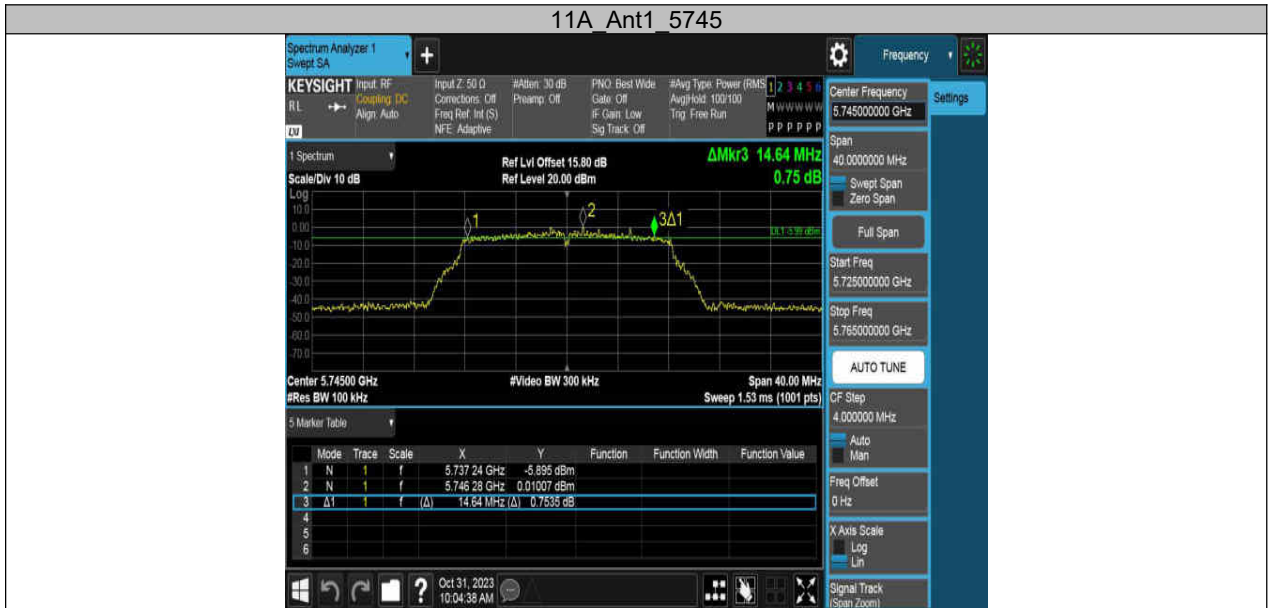 11A_Ant1_5745
Spectrum Analyzer 1
Swept SA
+
Frequency
KEYSIGHT
RL
LXI
Input: RF
Coupling: DC
Align: Auto
Input Z: 50 Ω
Corrections: Off
Freq Ref: Int (S)
NFE: Adaptive
#Atten: 30 dB
Preamp: Off
PNO: Best Wide
Gate: Off
IF Gain: Low
Sig Track: Off
#Avg Type: Power (RMS
Avg|Hold: 100/100
Trig: Free Run
1 2 3 4 5 6
M W W W W W
P P P P P P
Center Frequency
5.745000000 GHz
Settings
Span
40.0000000 MHz
Swept Span
Zero Span
Full Span
Start Freq
5.725000000 GHz
Stop Freq
5.765000000 GHz
AUTO TUNE
CF Step
4.000000 MHz
Auto
Man
Freq Offset
0 Hz
X Axis Scale
Log
Lin
Signal Track
(Span Zoom)
1 Spectrum
Scale/Div 10 dB
Ref Lvl Offset 15.80 dB
Ref Level 20.00 dBm
ΔMkr3 14.64 MHz
0.75 dB
Log
10.0
0.00
-10.0
-20.0
-30.0
-40.0
-50.0
-60.0
-70.0
1
2
3Δ1
DL1 -5.99 dBm
Center 5.74500 GHz
#Video BW 300 kHz
Span 40.00 MHz
#Res BW 100 kHz
Sweep 1.53 ms (1001 pts)
5 Marker Table
Mode Trace Scale X Y Function Function Width Function Value
1 N 1 f 5.737 24 GHz -5.895 dBm
2 N 1 f 5.746 28 GHz 0.01007 dBm
3 Δ1 1 f (Δ) 14.64 MHz (Δ) 0.7535 dB
4
5
6
?
Oct 31, 2023
10:04:38 AM